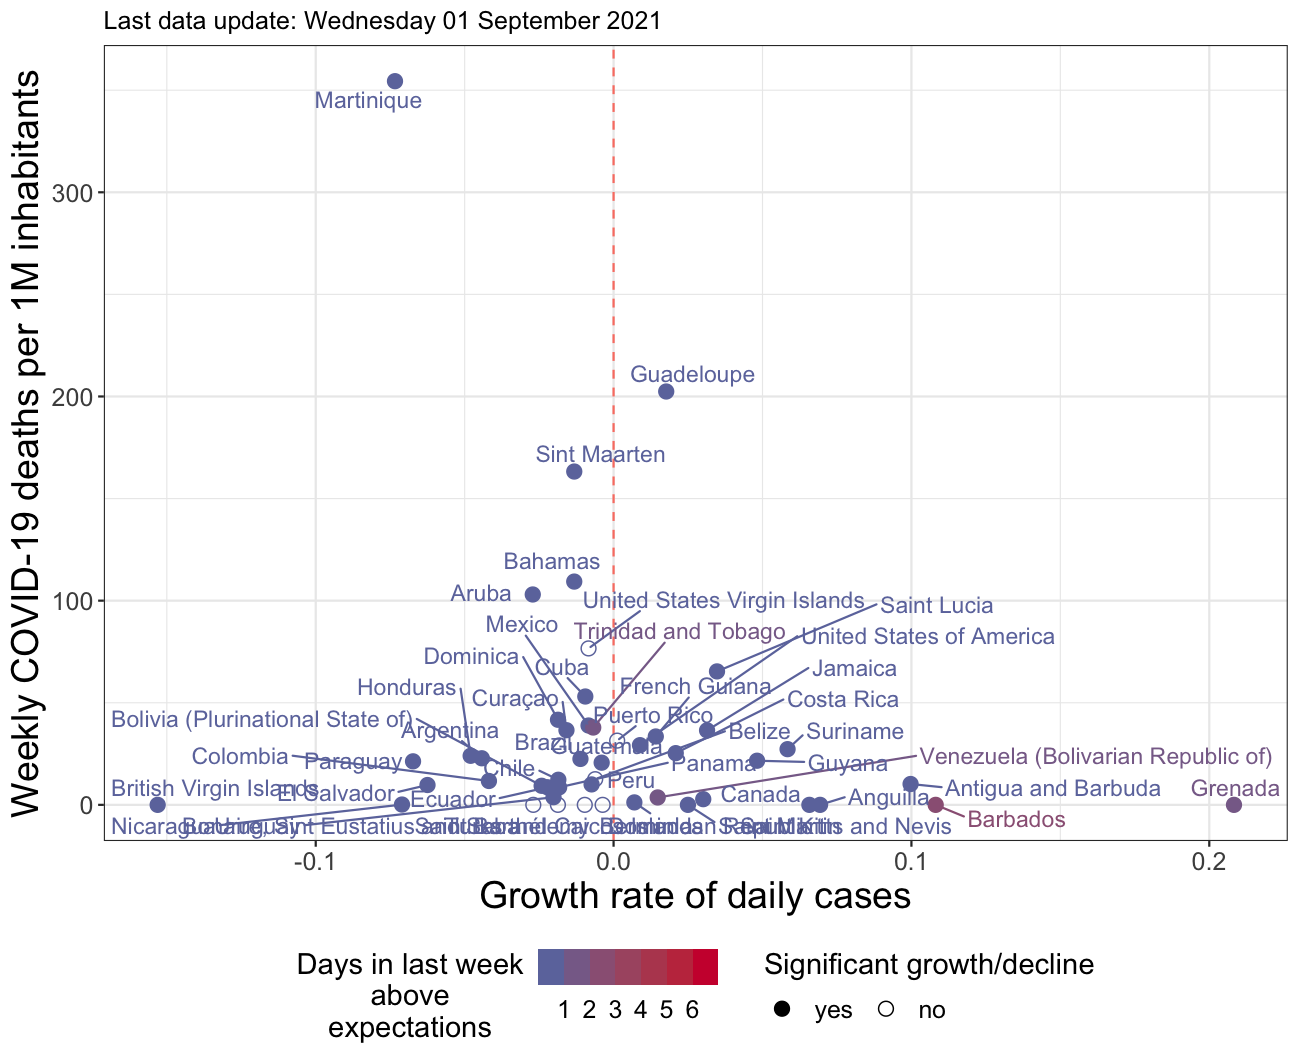 Last data update: Wednesday 01 September 2021
Weekly COVID-19 deaths per 1M inhabitants
300
200
100
0
Martinique
Guadeloupe
Sint Maarten
Bahamas
Aruba
United States Virgin Islands
Saint Lucia
Mexico
Trinidad and Tobago
United States of America
Dominica
Cuba
Jamaica
Honduras
French Guiana
Curaçao
Costa Rica
Bolivia (Plurinational State of)
Puerto Rico
Argentina
Belize
Suriname
Brazil
Guatemala
Colombia
Paraguay
Chile
Panama
Guyana
Venezuela (Bolivarian Republic of)
British Virgin Islands
El Salvador
Ecuador
Peru
Canada
Anguilla
Antigua and Barbuda
Grenada
Barbados
Nicaragua
Uruguay
Sint Eustatius and
Saint Kitts and Nevis
-0.1
0.0
0.1
0.2
Growth rate of daily cases
Days in last week
above
expectations
1 2 3 4 5 6
Significant growth/decline
yes
no